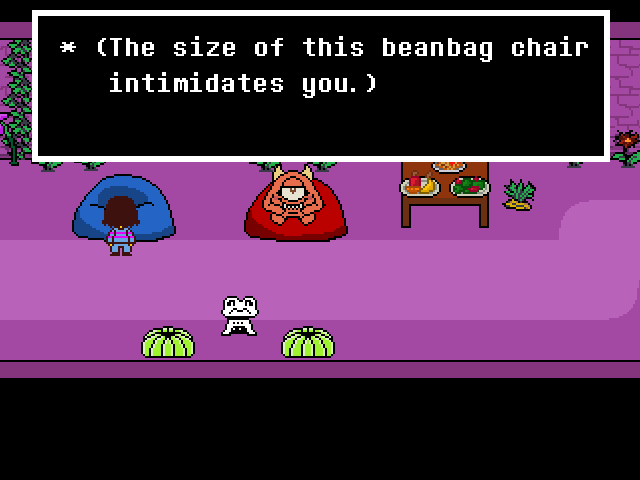 * (The size of this beanbag chair
intimidates you.)